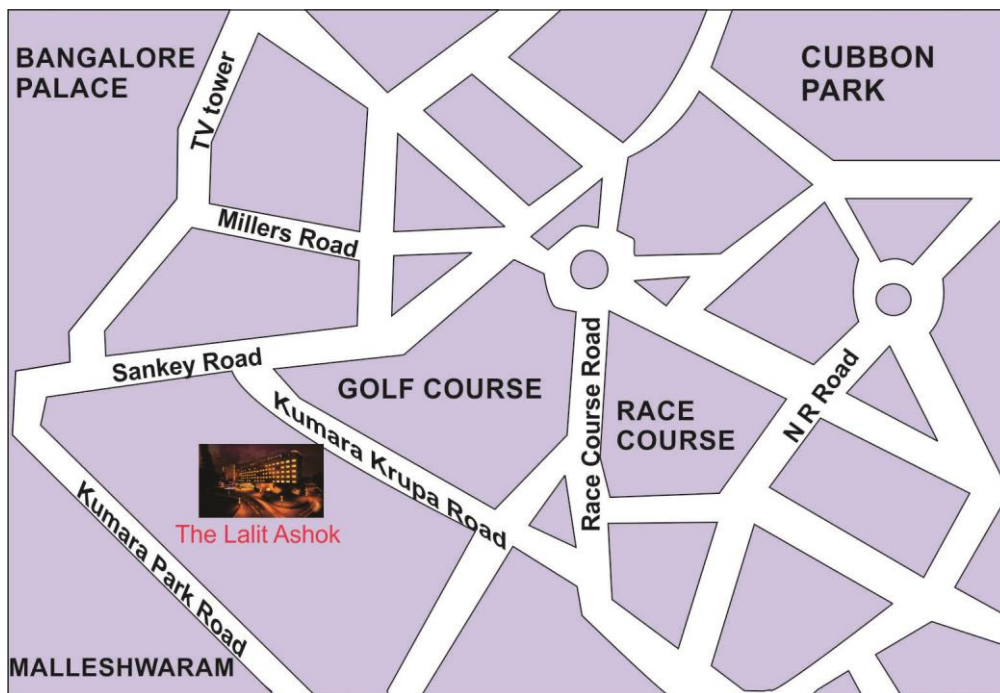 BANGALORE
PALACE
CUBBON
PARK
TV tower
Millers Road
Sankey Road
GOLF COURSE
Race Course Road
RACE
COURSE
N R Road
Kumara Krupa Road
The Lalit Ashok
Kumara Park Road
MALLESHWARAM